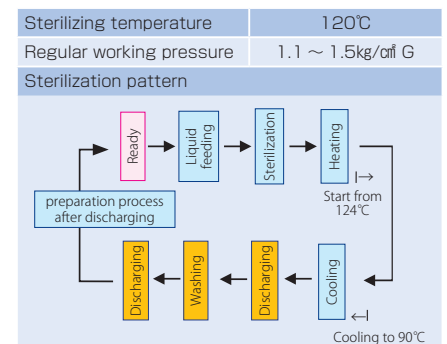 Sterilizing temperature 120℃
Regular working pressure 1.1 ～ 1.5kg/㎠ G
Sterilization pattern
Ready
Liquid
feeding
Sterilization
Heating
Start from
124℃
preparation process
after discharging
Discharging
Washing
Discharging
Cooling
Cooling to 90℃